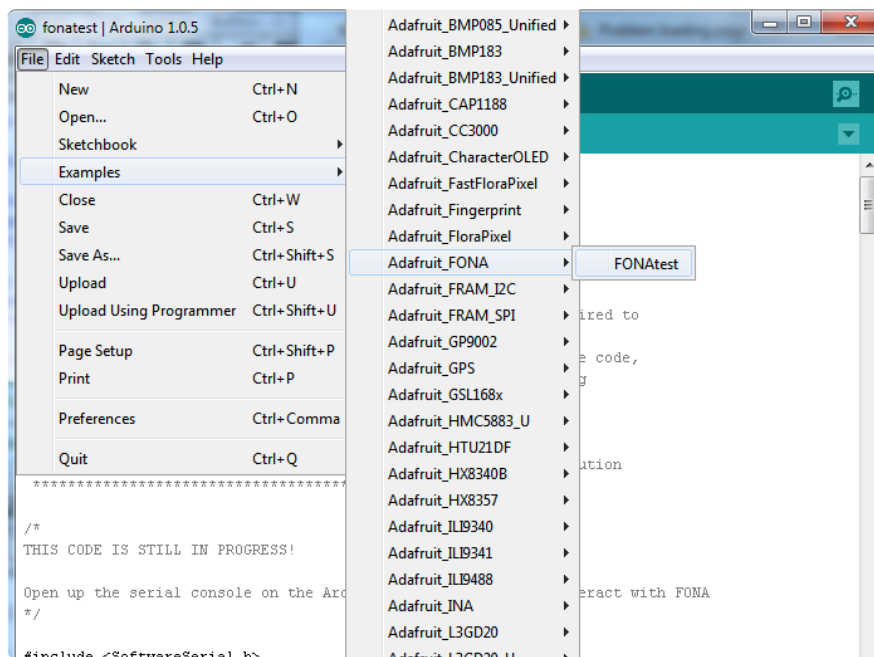 fonatest | Arduino 1.0.5
File Edit Sketch Tools Help
New Ctrl+N
Open... Ctrl+O
Sketchbook
Examples
Close Ctrl+W
Save Ctrl+S
Save As... Ctrl+Shift+S
Upload Ctrl+U
Upload Using Programmer Ctrl+Shift+U
Page Setup Ctrl+Shift+P
Print Ctrl+P
Preferences Ctrl+Comma
Quit Ctrl+Q
Adafruit_BMP085_Unified
Adafruit_BMP183
Adafruit_BMP183_Unified
Adafruit_CAP1188
Adafruit_CC3000
Adafruit_CharacterOLED
Adafruit_FastFloraPixel
Adafruit_Fingerprint
Adafruit_FloraPixel
Adafruit_FONA
Adafruit_FRAM_I2C
Adafruit_FRAM_SPI
Adafruit_GP9002
Adafruit_GPS
Adafruit_GSL168x
Adafruit_HMC5883_U
Adafruit_HTU21DF
Adafruit_HX8340B
Adafruit_HX8357
Adafruit_ILI9340
Adafruit_ILI9341
Adafruit_ILI9488
Adafruit_INA
Adafruit_L3GD20
Adafruit_L3GD20_U
FONAtest
ired to
e code,
g
ution
************************************
/*
THIS CODE IS STILL IN PROGRESS!
Open up the serial console on the Ard
eract with FONA
*/
#include <SoftwareSerial.h>